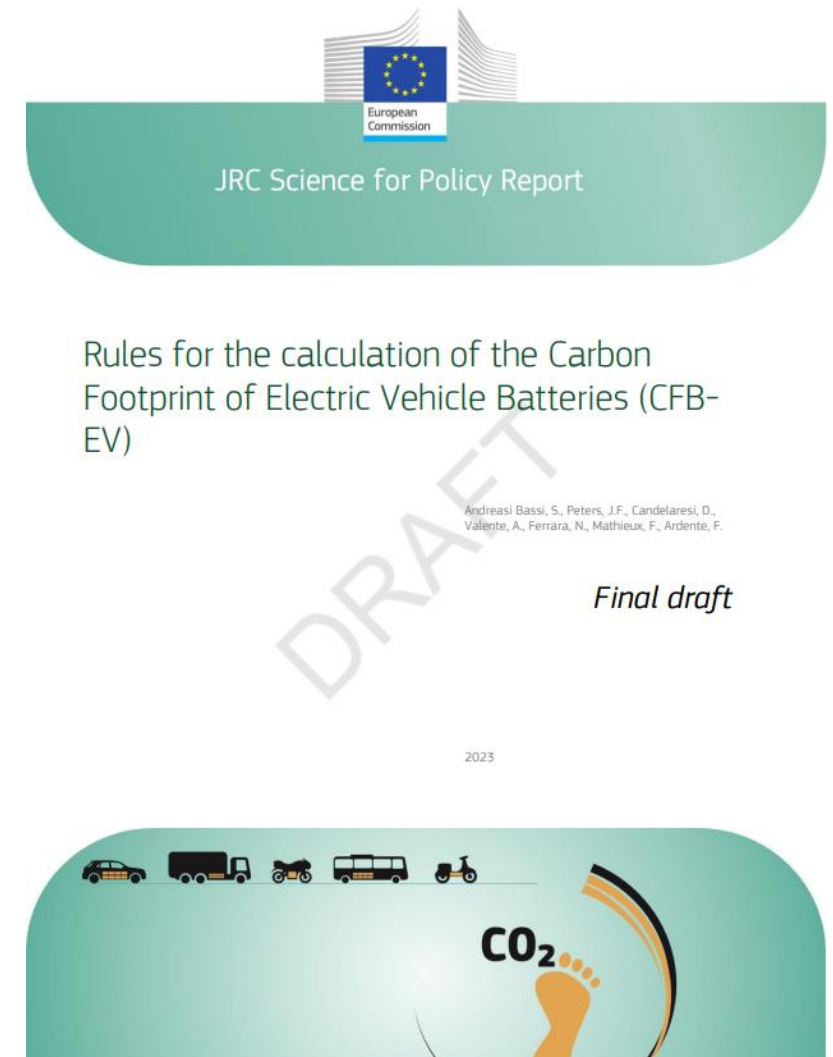 European
Commission
JRC Science for Policy Report
Rules for the calculation of the Carbon
Footprint of Electric Vehicle Batteries (CFB-
EV)
Andreasi Bassi, S., Peters, J.F., Candelaresi, D.,
Valente, A., Ferrara, N., Mathieux, F., Ardente, F.
DRAFT
Final draft
2023
CO₂